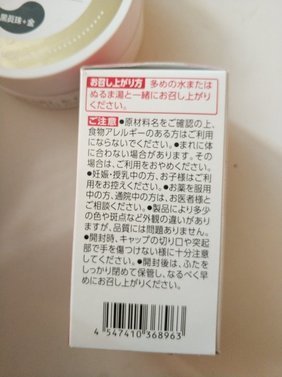 黒真珠・金
お召し上がり方 多めの水または
ぬるま湯と一緒にお召し上がり
ください。
ご注意 ●原材料名をご確認の上、
食物アレルギーのある方はご利用
にならないでください。●まれに体
に合わない場合があります。その
場合は、ご利用をおやめください。
●妊娠・授乳中の方、お子様はご利
用をお控えください。●お薬を服用
中の方、通院中の方は、お医者様と
ご相談ください。●製品により多少
の色や斑点など外観の違いがあり
ますが、品質には問題ありません。
●開封時、キャップの切り口や突起
部で手を傷つけない様に十分注意
してください。●開封後は、ふたを
しっかり閉めて保管し、なるべく早
めにお召し上がりください。
4 547410 368963